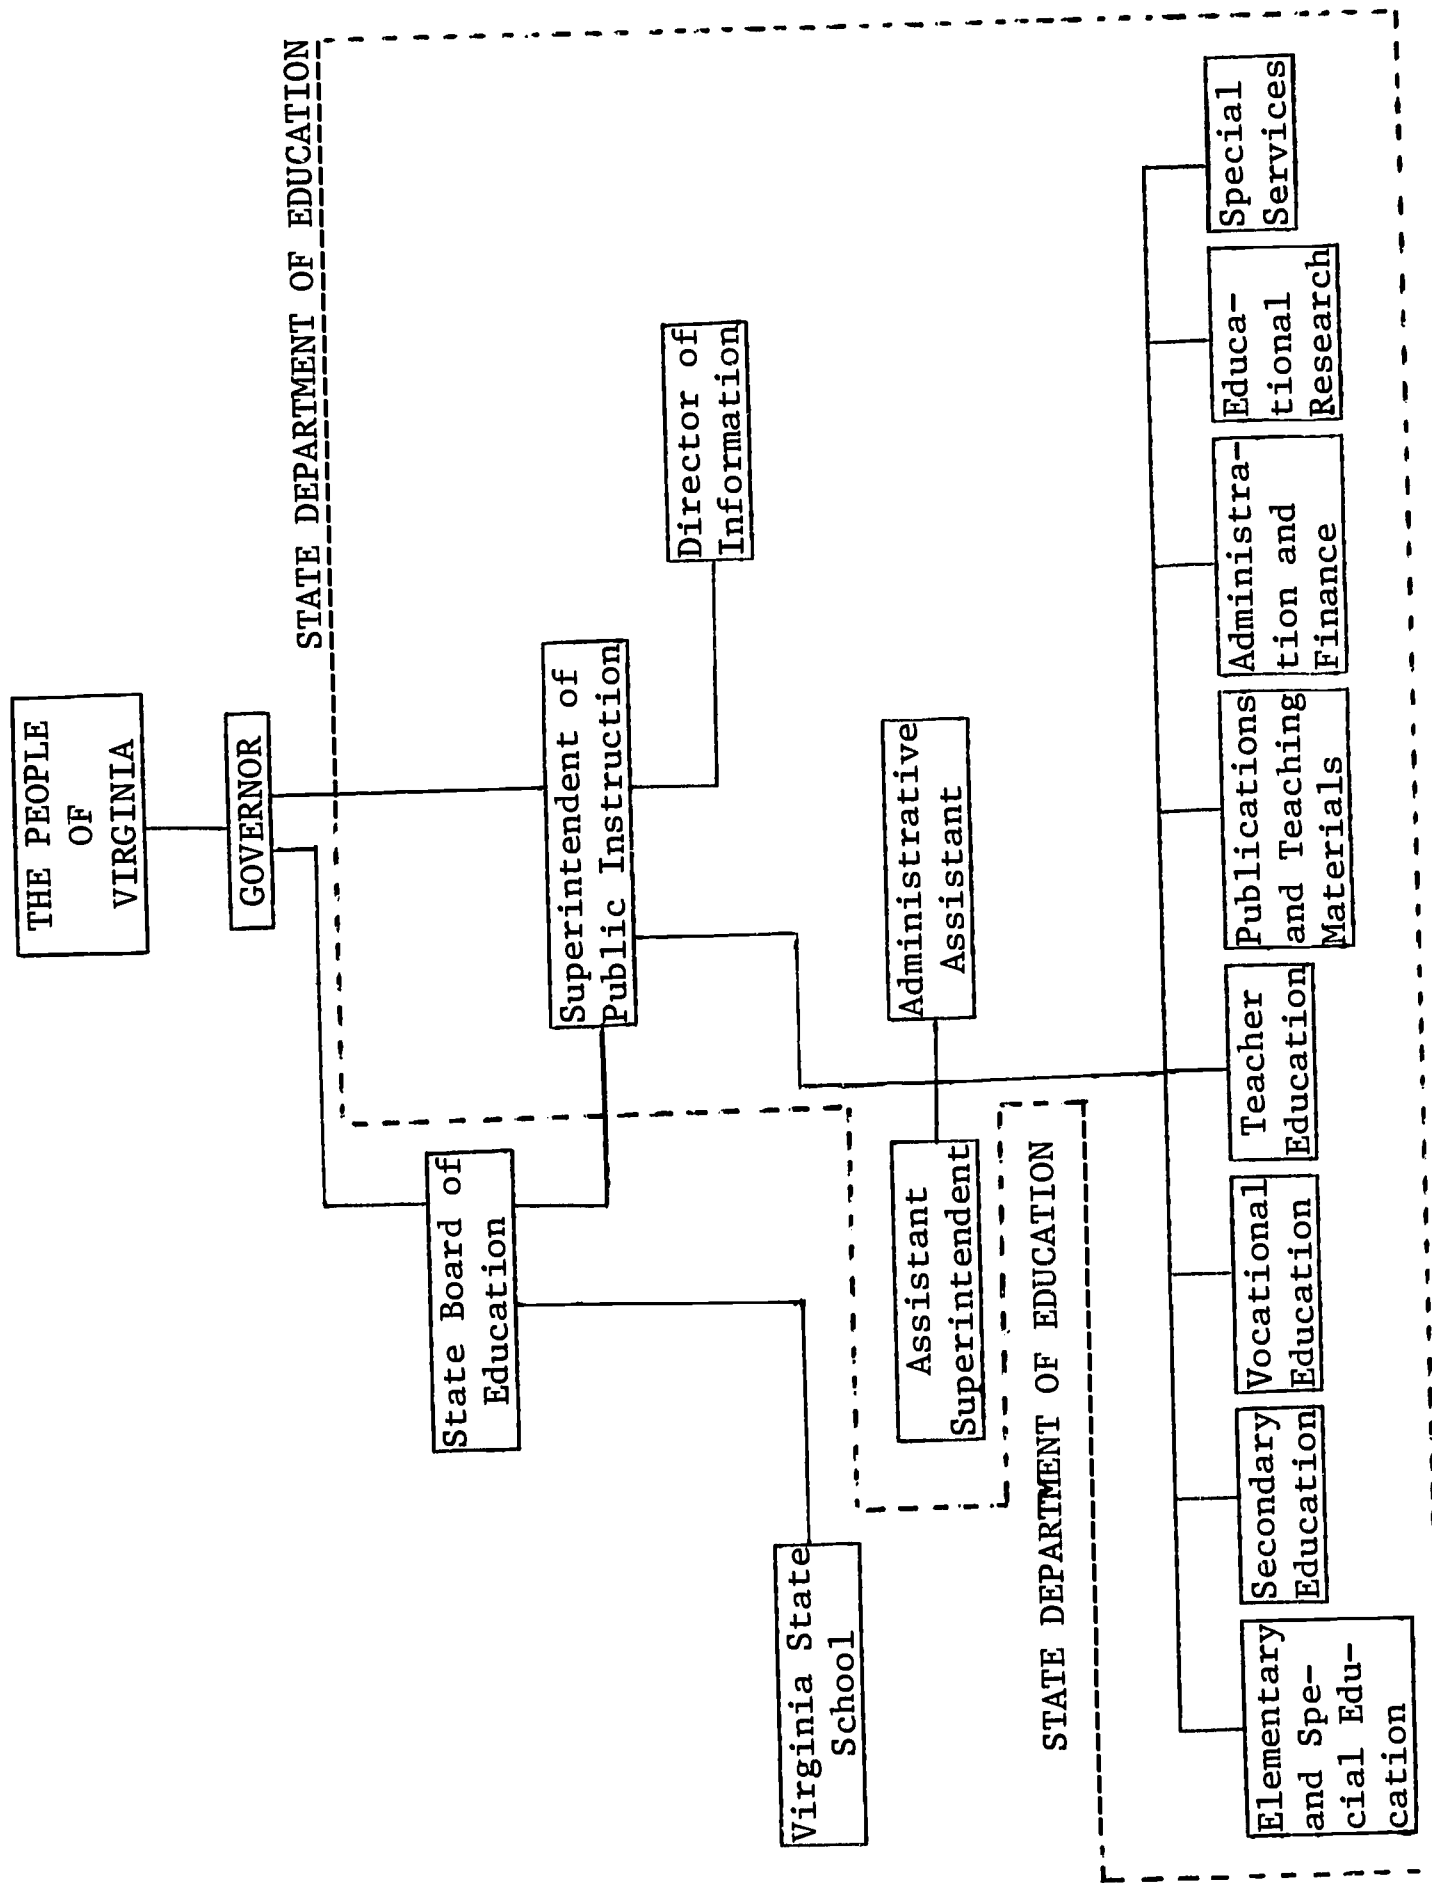 THE PEOPLE
OF
VIRGINIA
GOVERNOR
STATE DEPARTMENT OF EDUCATION
State Board of
Education
Superintendent of
Public Instruction
Director of
Information
Virginia State
School
Assistant
Superintendent
Administrative
Assistant
STATE DEPARTMENT OF EDUCATION
Elementary
and Spe-
cial Edu-
cation
Secondary
Education
Vocational
Education
Teacher
Education
Publications
and Teaching
Materials
Administra-
tion and
Finance
Educa-
tional
Research
Special
Services